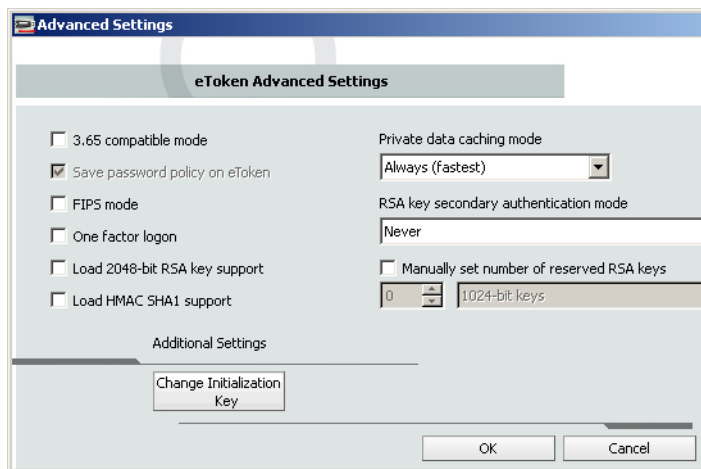 Advanced Settings
eToken Advanced Settings
3.65 compatible mode
Save password policy on eToken
FIPS mode
One factor logon
Load 2048-bit RSA key support
Load HMAC SHA1 support
Private data caching mode
Always (fastest)
RSA key secondary authentication mode
Never
Manually set number of reserved RSA keys
0
1024-bit keys
Additional Settings
Change Initialization
Key
OK
Cancel